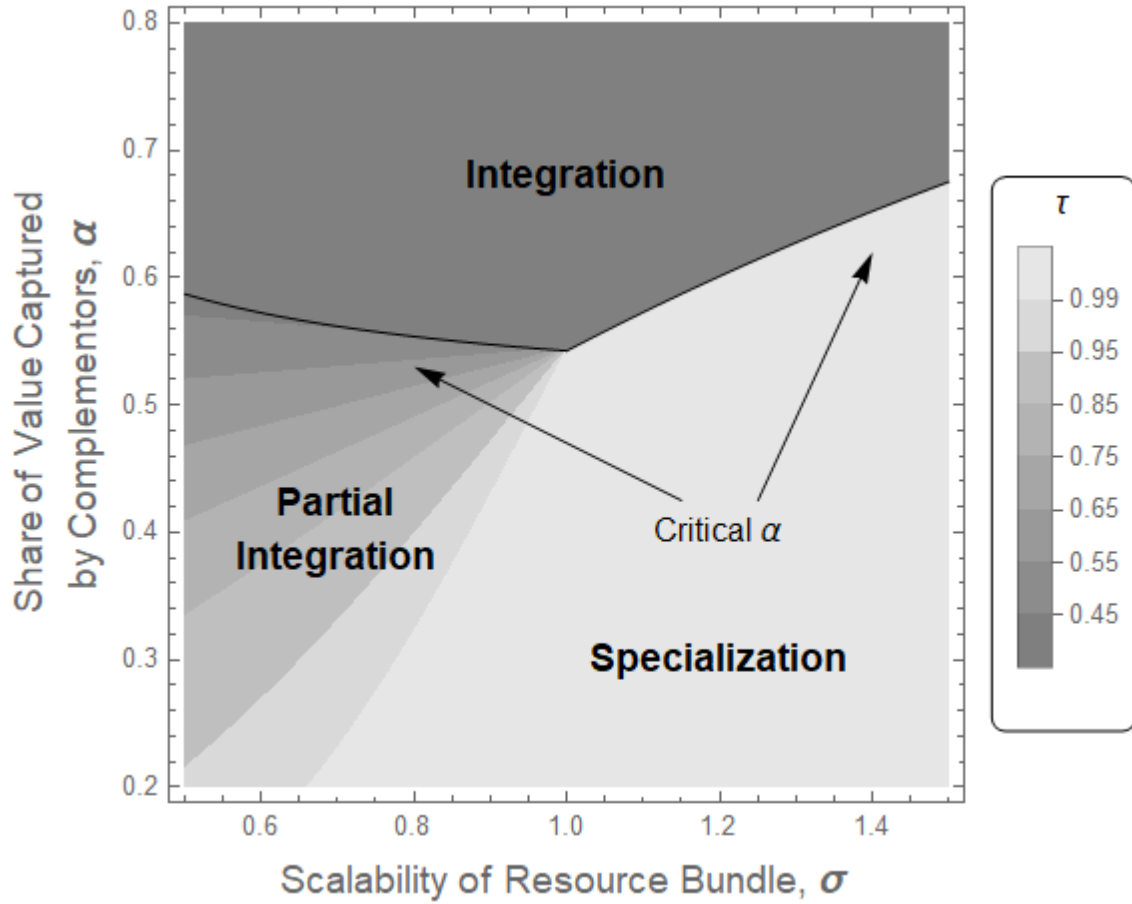 0.8
0.7
0.6
0.5
0.4
0.3
0.2
Share of Value Captured
by Complementors, α
Integration
Partial
Integration
Critical α
Specialization
0.6
0.8
1.0
1.2
1.4
Scalability of Resource Bundle, σ
τ
0.99
0.95
0.85
0.75
0.65
0.55
0.45